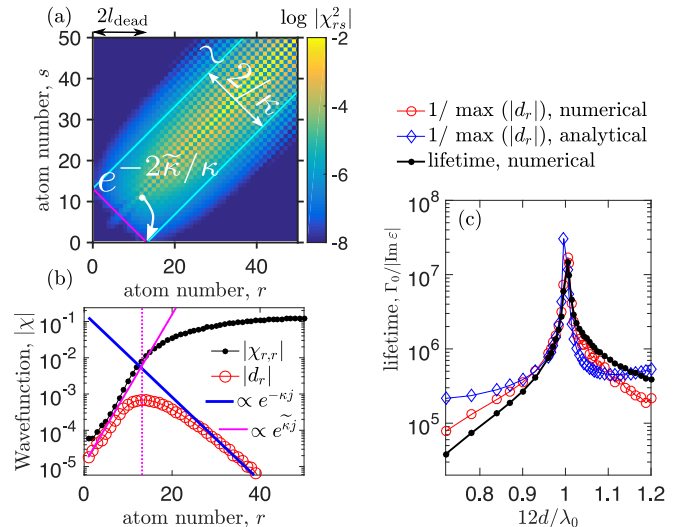 (a)
2l_dead
log |χ²_rs|
50
40
30
20
10
0
atom number, s
~ 2/κ
e^{-2κ̃/κ}
0
20
40
atom number, r
-2
-4
-6
-8
(b)
10^-1
10^-2
10^-3
10^-4
10^-5
Wavefunction, |χ|
|χ_{r,r}|
|d_r|
∝ e^{-κj}
∝ e^{κ̃j}
0
20
40
atom number, r
1/ max (|d_r|), numerical
1/ max (|d_r|), analytical
lifetime, numerical
(c)
10^8
10^7
10^6
10^5
lifetime, Γ_0/|Im ε|
0.8
0.9
1
1.1
1.2
12d/λ_0